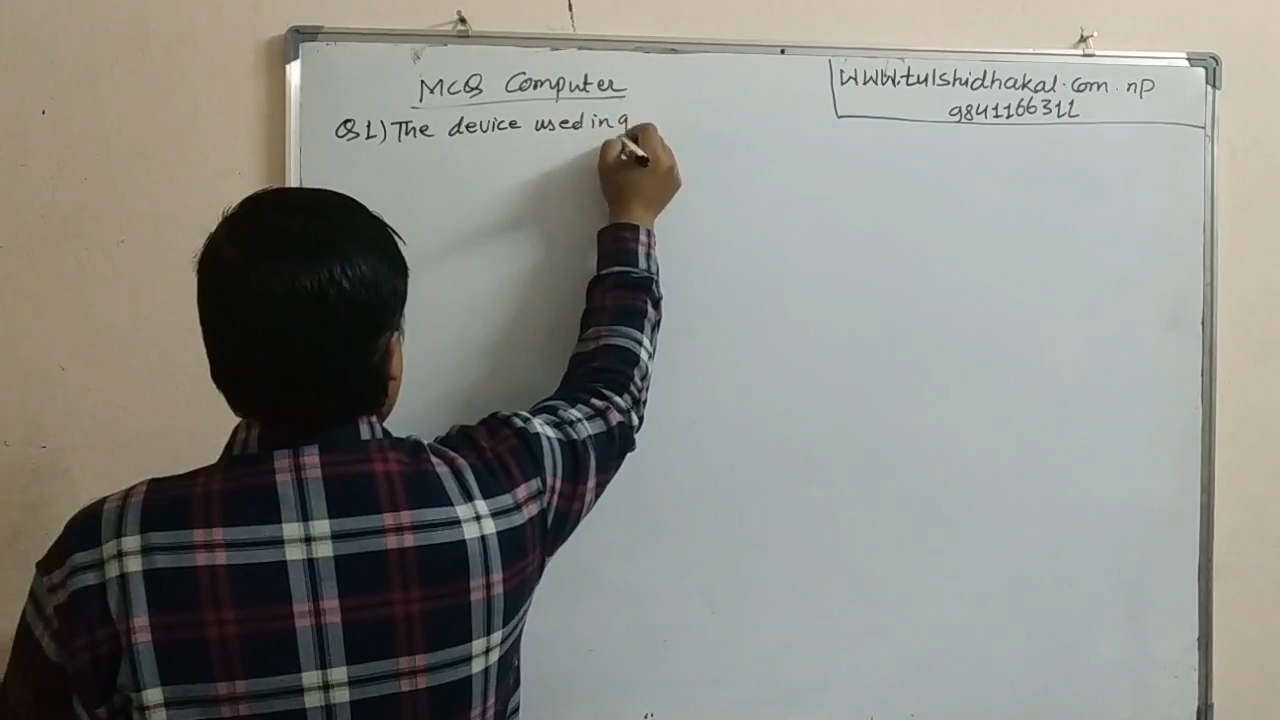 MCQ Computer
Q1) The device used in
www.tulshidhakal.com.np
9841166311